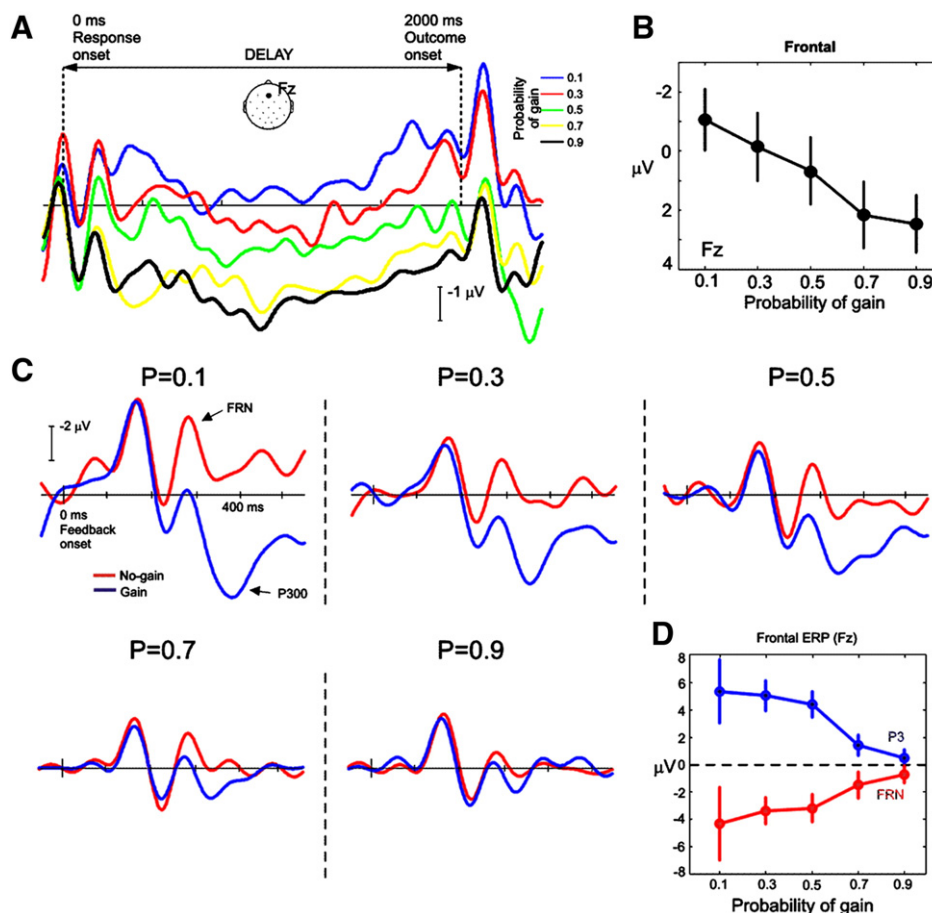 A
0 ms
Response
onset
DELAY
2000 ms
Outcome
onset
Fz
Probability
of gain
0.1
0.3
0.5
0.7
0.9
-1 µV
B
Frontal
-2
0
µV
2
4
Fz
0.1
0.3
0.5
0.7
0.9
Probability of gain
C
P=0.1
P=0.3
P=0.5
-2 µV
FRN
0 ms
Feedback
onset
400 ms
No-gain
Gain
P300
P=0.7
P=0.9
D
Frontal ERP (Fz)
8
6
4
2
µV 0
-2
-4
-6
-8
P3
FRN
0.1
0.3
0.5
0.7
0.9
Probability of gain